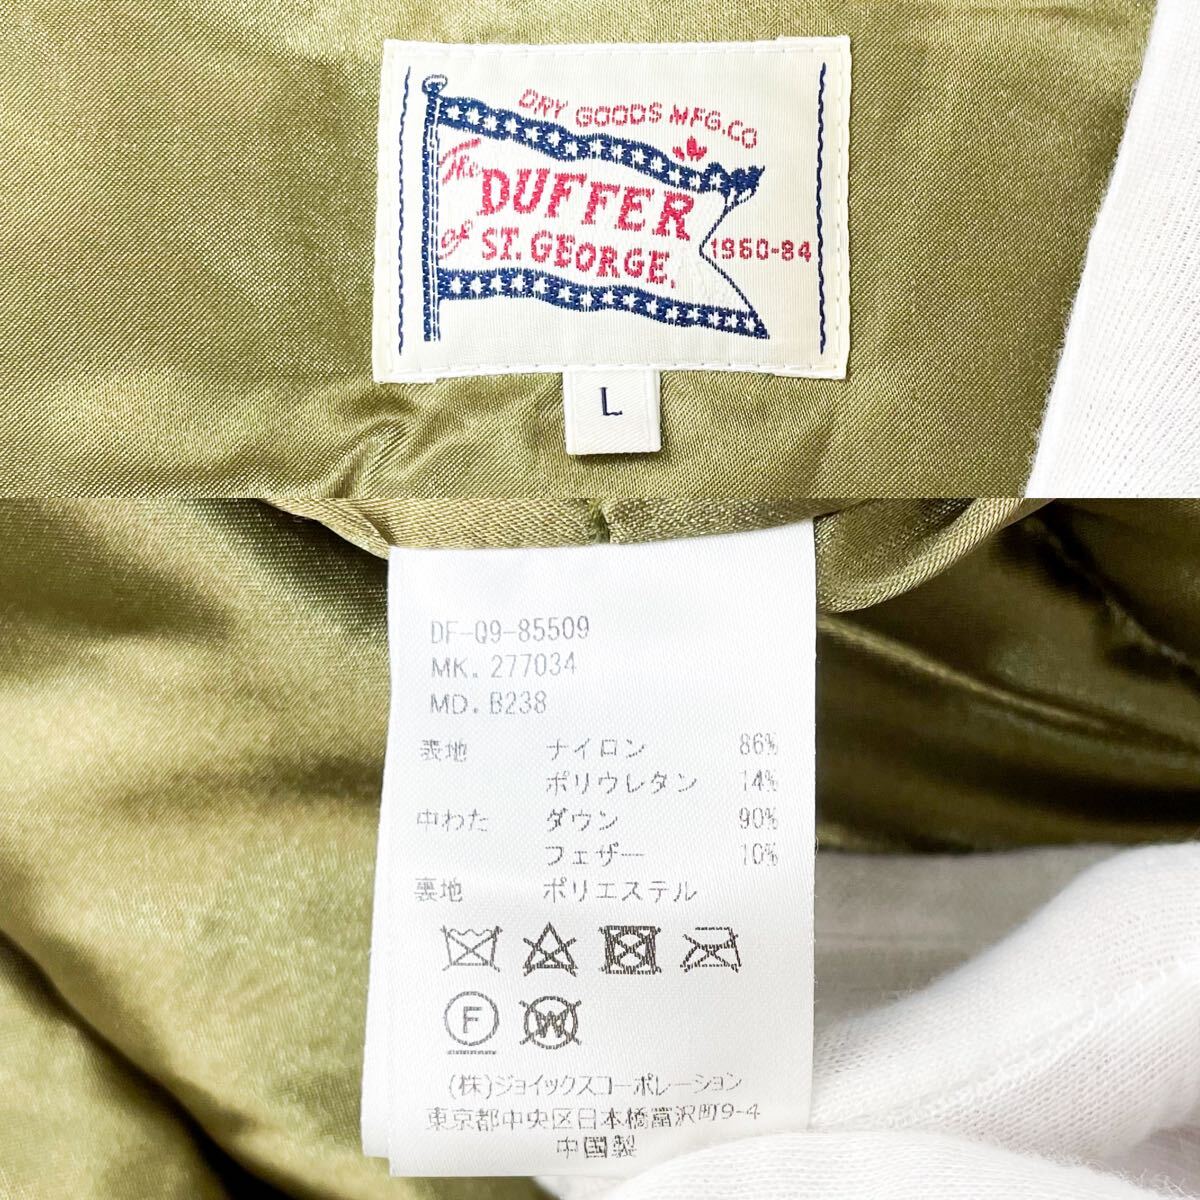 DRY GOODS MFG.CO
The DUFFER
of ST. GEORGE.
1960-84
L
DF-Q9-85509
MK. 277034
MD. B238
表地 ナイロン 86%
ポリウレタン 14%
中わた ダウン 90%
フェザー 10%
裏地 ポリエステル
F W
(株)ジョイックスコーポレーション
東京都中央区日本橋富沢町9-4
中国製